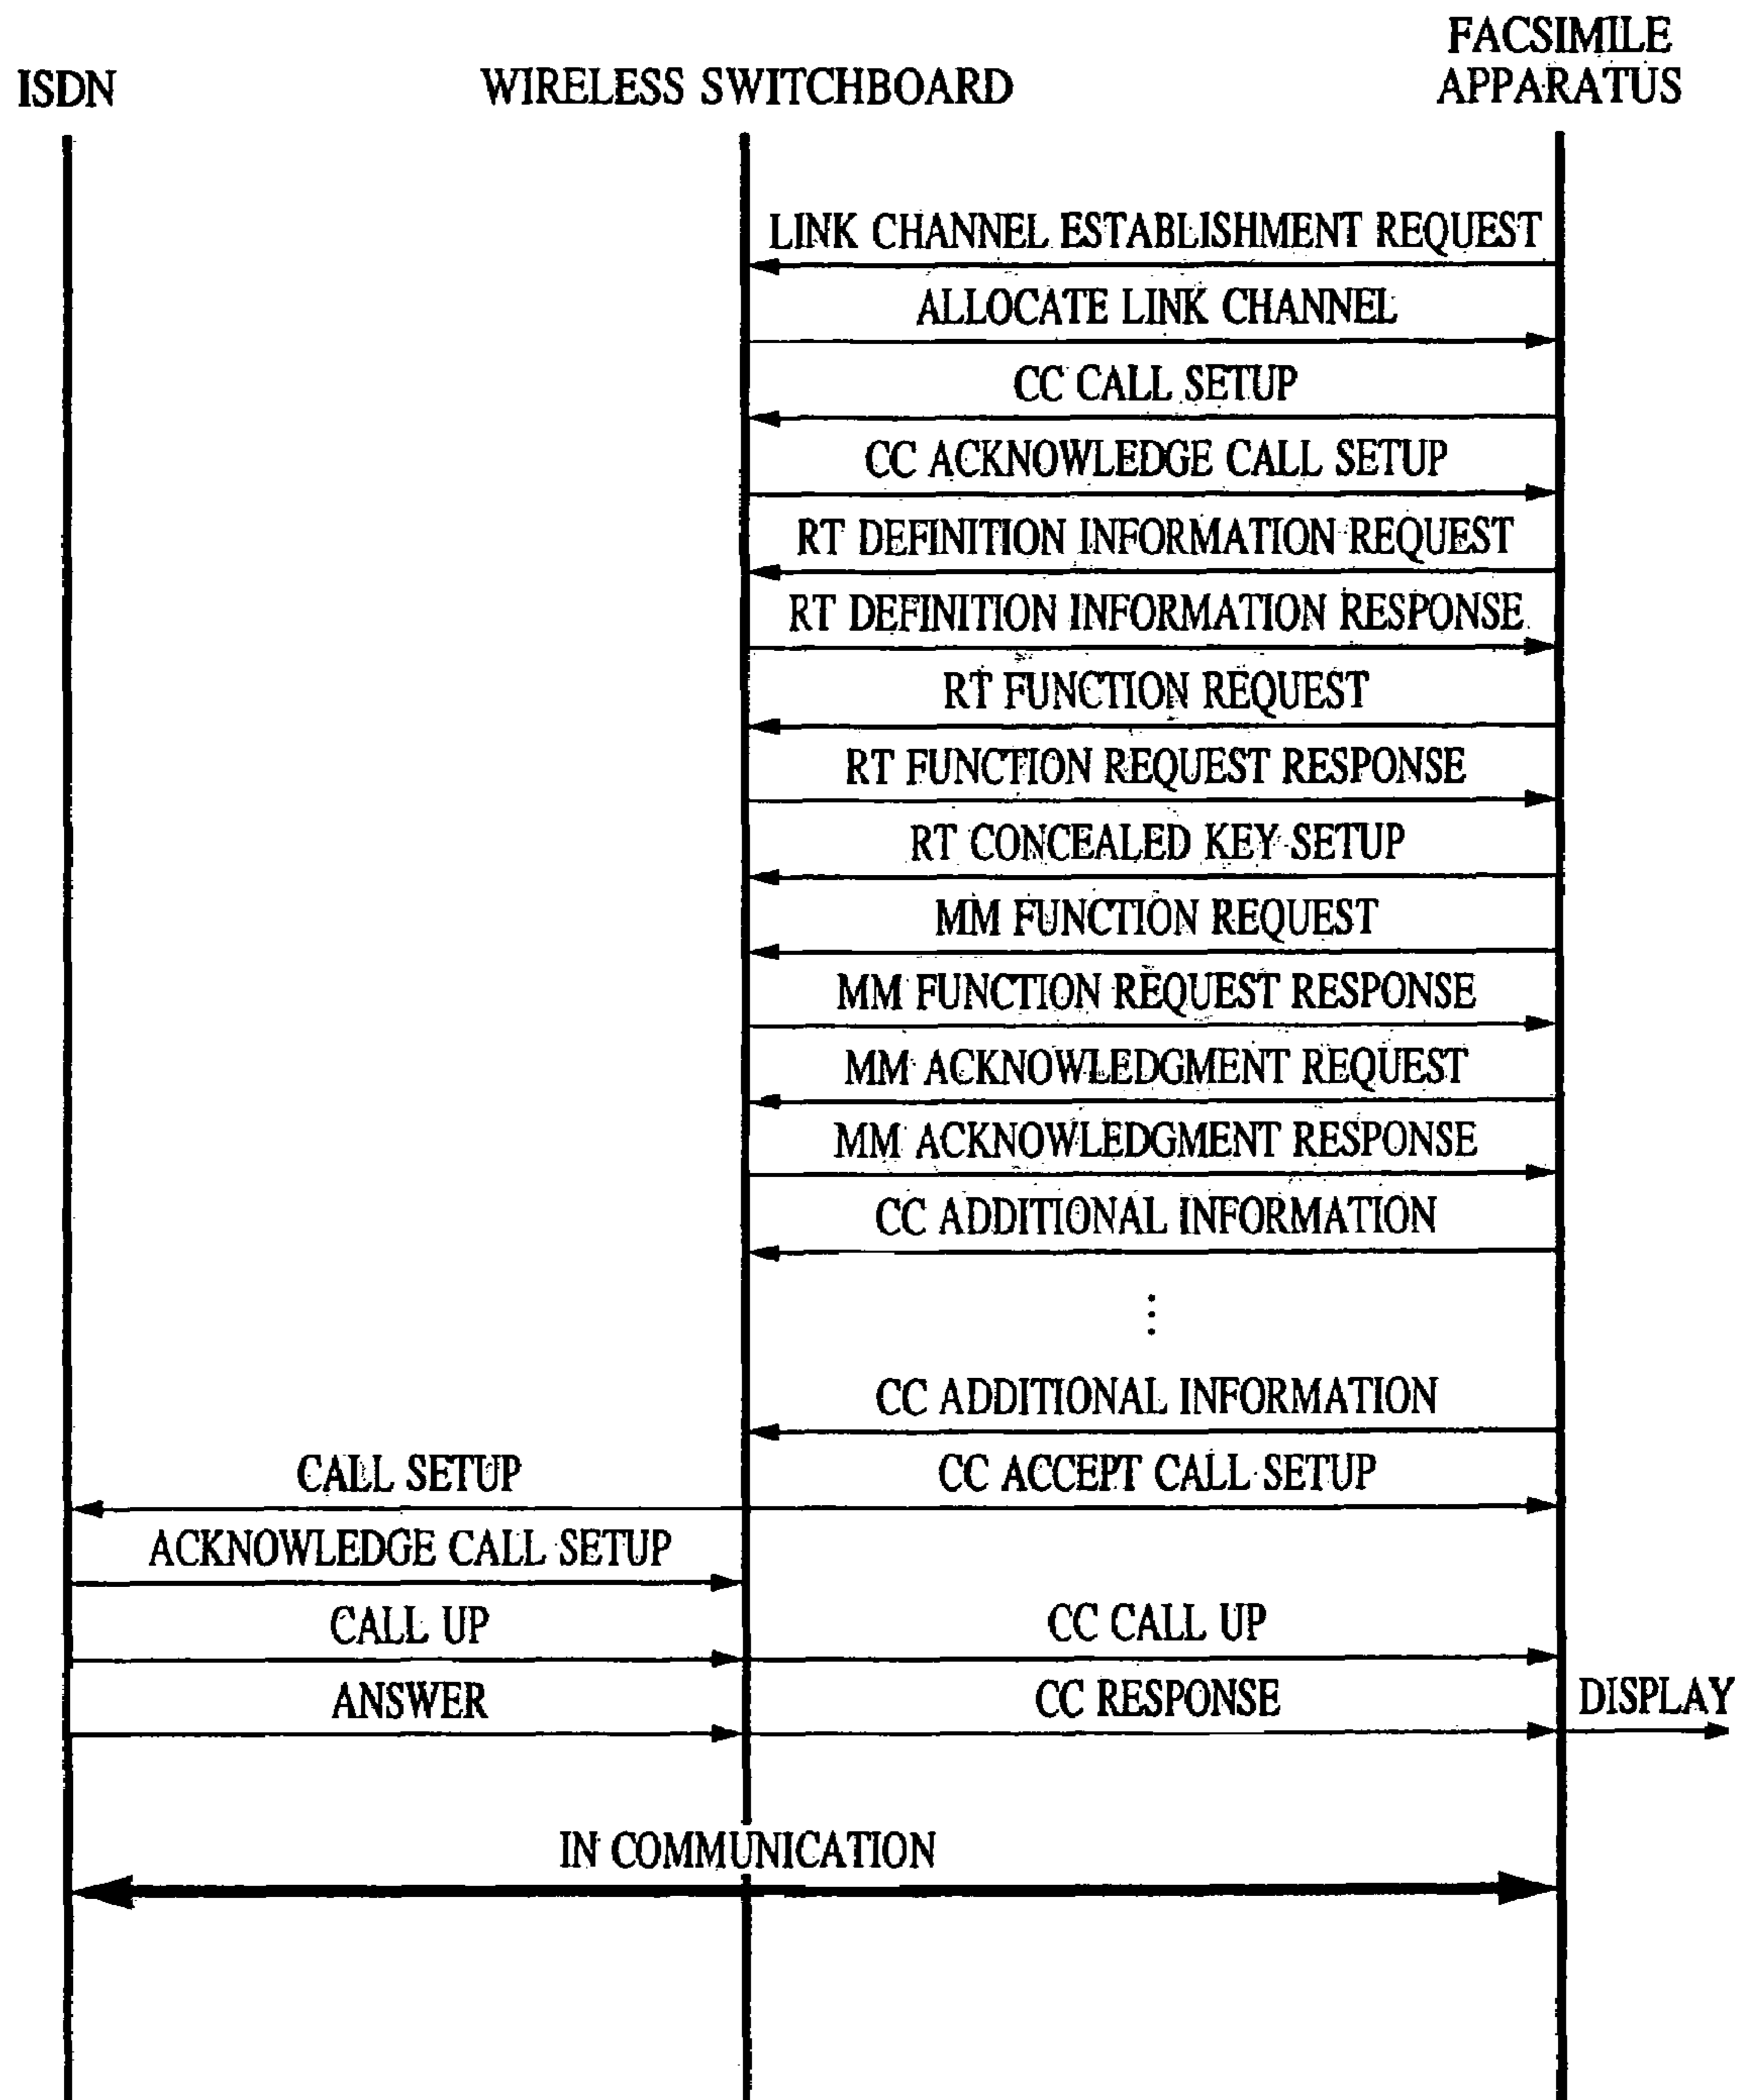 ISDN
WIRELESS SWITCHBOARD
FACSIMILE
APPARATUS
LINK CHANNEL ESTABLISHMENT REQUEST
ALLOCATE LINK CHANNEL
CC CALL SETUP
CC ACKNOWLEDGE CALL SETUP
RT DEFINITION INFORMATION REQUEST
RT DEFINITION INFORMATION RESPONSE
RT FUNCTION REQUEST
RT FUNCTION REQUEST RESPONSE
RT CONCEALED KEY SETUP
MM FUNCTION REQUEST
MM FUNCTION REQUEST RESPONSE
MM ACKNOWLEDGMENT REQUEST
MM ACKNOWLEDGMENT RESPONSE
CC ADDITIONAL INFORMATION
⋮
CC ADDITIONAL INFORMATION
CALL SETUP
CC ACCEPT CALL SETUP
ACKNOWLEDGE CALL SETUP
CALL UP
CC CALL UP
ANSWER
CC RESPONSE
DISPLAY
IN COMMUNICATION